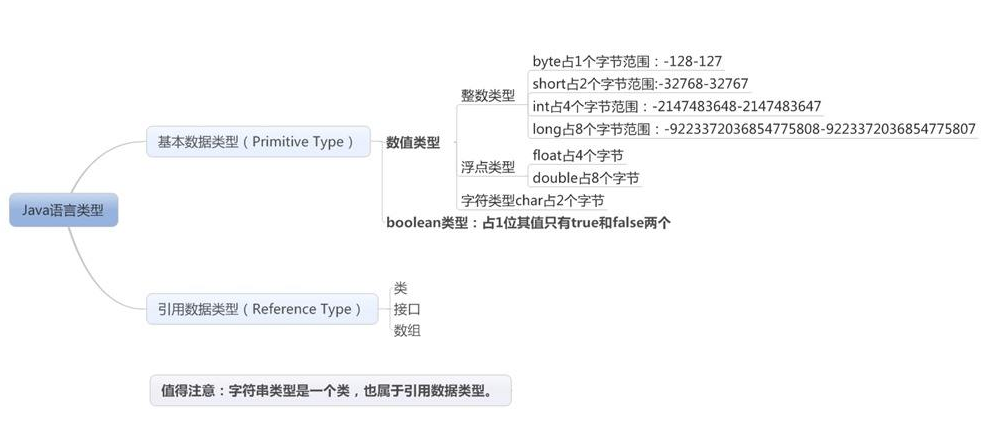 Java语言类型
基本数据类型（Primitive Type）
数值类型
整数类型
byte占1个字节范围：-128-127
short占2个字节范围:-32768-32767
int占4个字节范围：-2147483648-2147483647
long占8个字节范围：-9223372036854775808-9223372036854775807
浮点类型
float占4个字节
double占8个字节
字符类型char占2个字节
boolean类型：占1位其值只有true和false两个
引用数据类型（Reference Type）
类
接口
数组
值得注意：字符串类型是一个类，也属于引用数据类型。